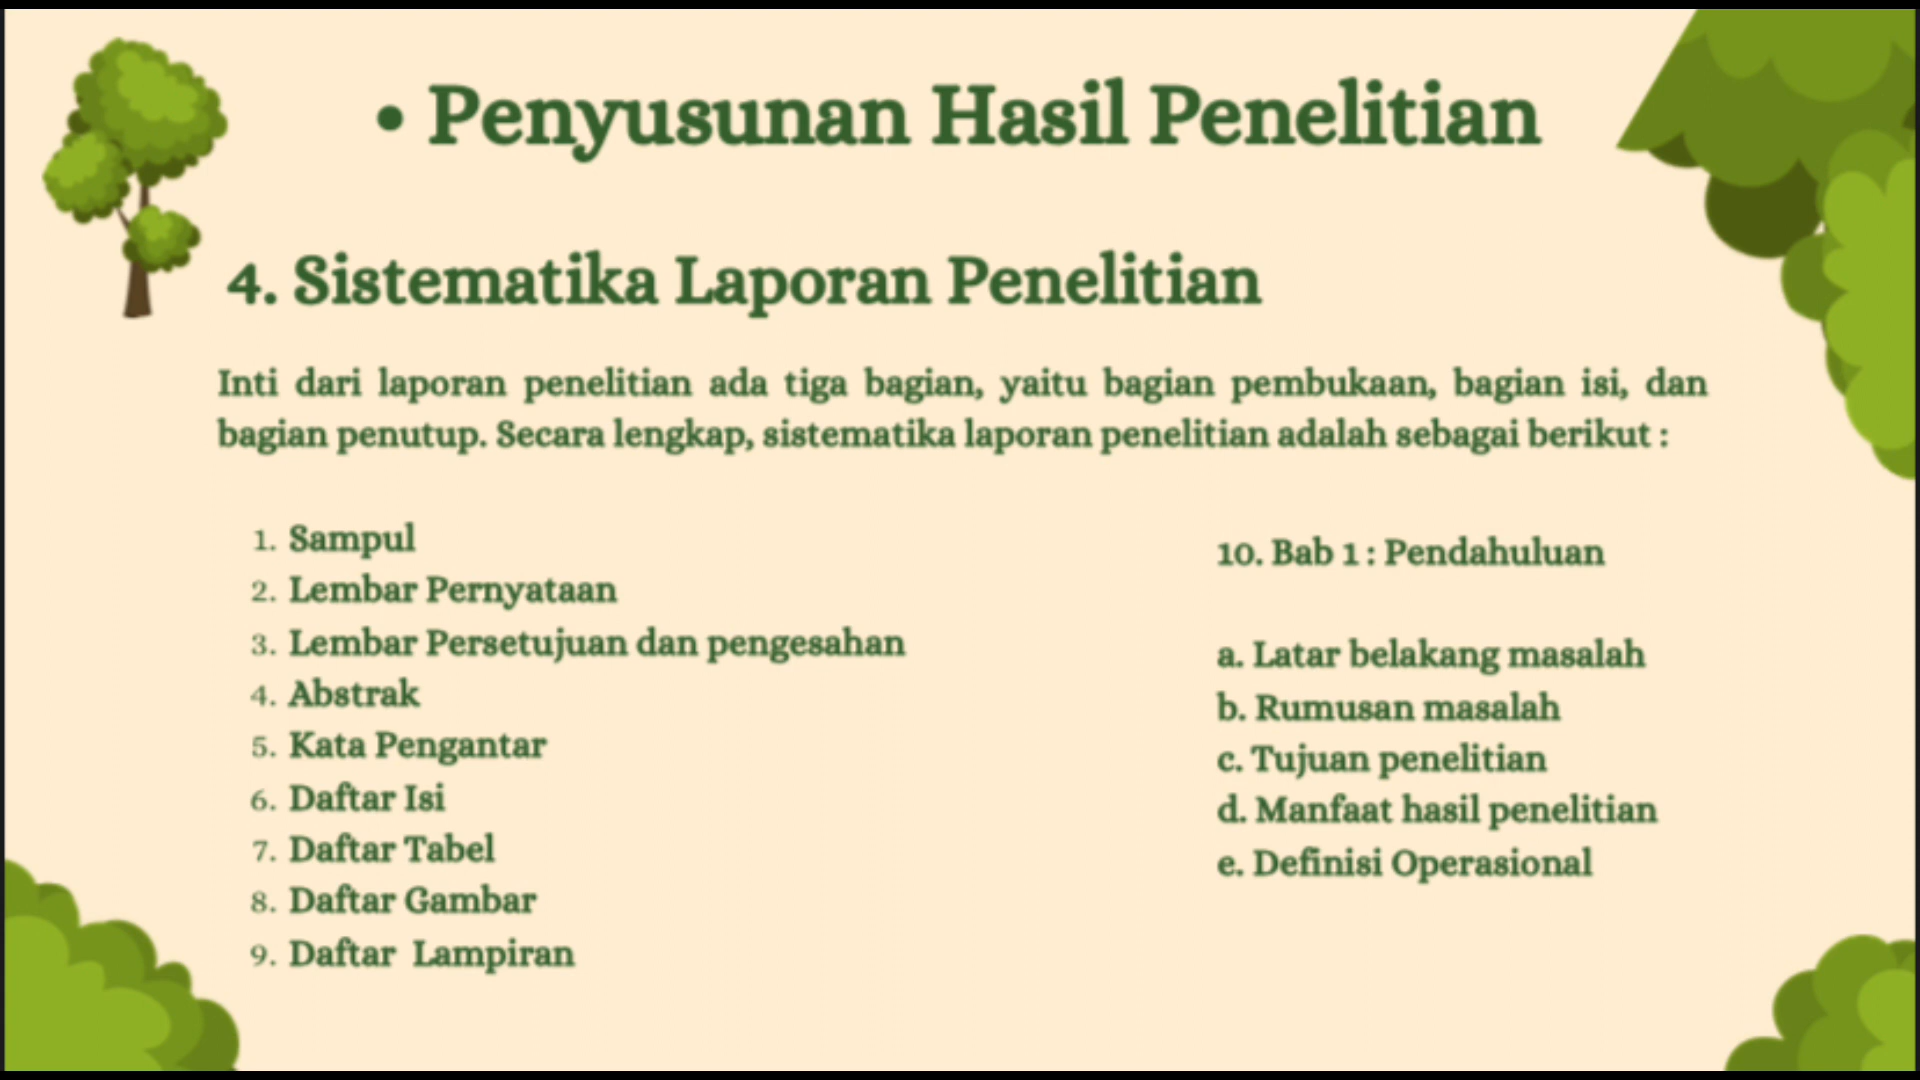 • Penyusunan Hasil Penelitian
4. Sistematika Laporan Penelitian
Inti dari laporan penelitian ada tiga bagian, yaitu bagian pembukaan, bagian isi, dan
bagian penutup. Secara lengkap, sistematika laporan penelitian adalah sebagai berikut :
1. Sampul
2. Lembar Pernyataan
3. Lembar Persetujuan dan pengesahan
4. Abstrak
5. Kata Pengantar
6. Daftar Isi
7. Daftar Tabel
8. Daftar Gambar
9. Daftar  Lampiran
10. Bab 1 : Pendahuluan
a. Latar belakang masalah
b. Rumusan masalah
c. Tujuan penelitian
d. Manfaat hasil penelitian
e. Definisi Operasional